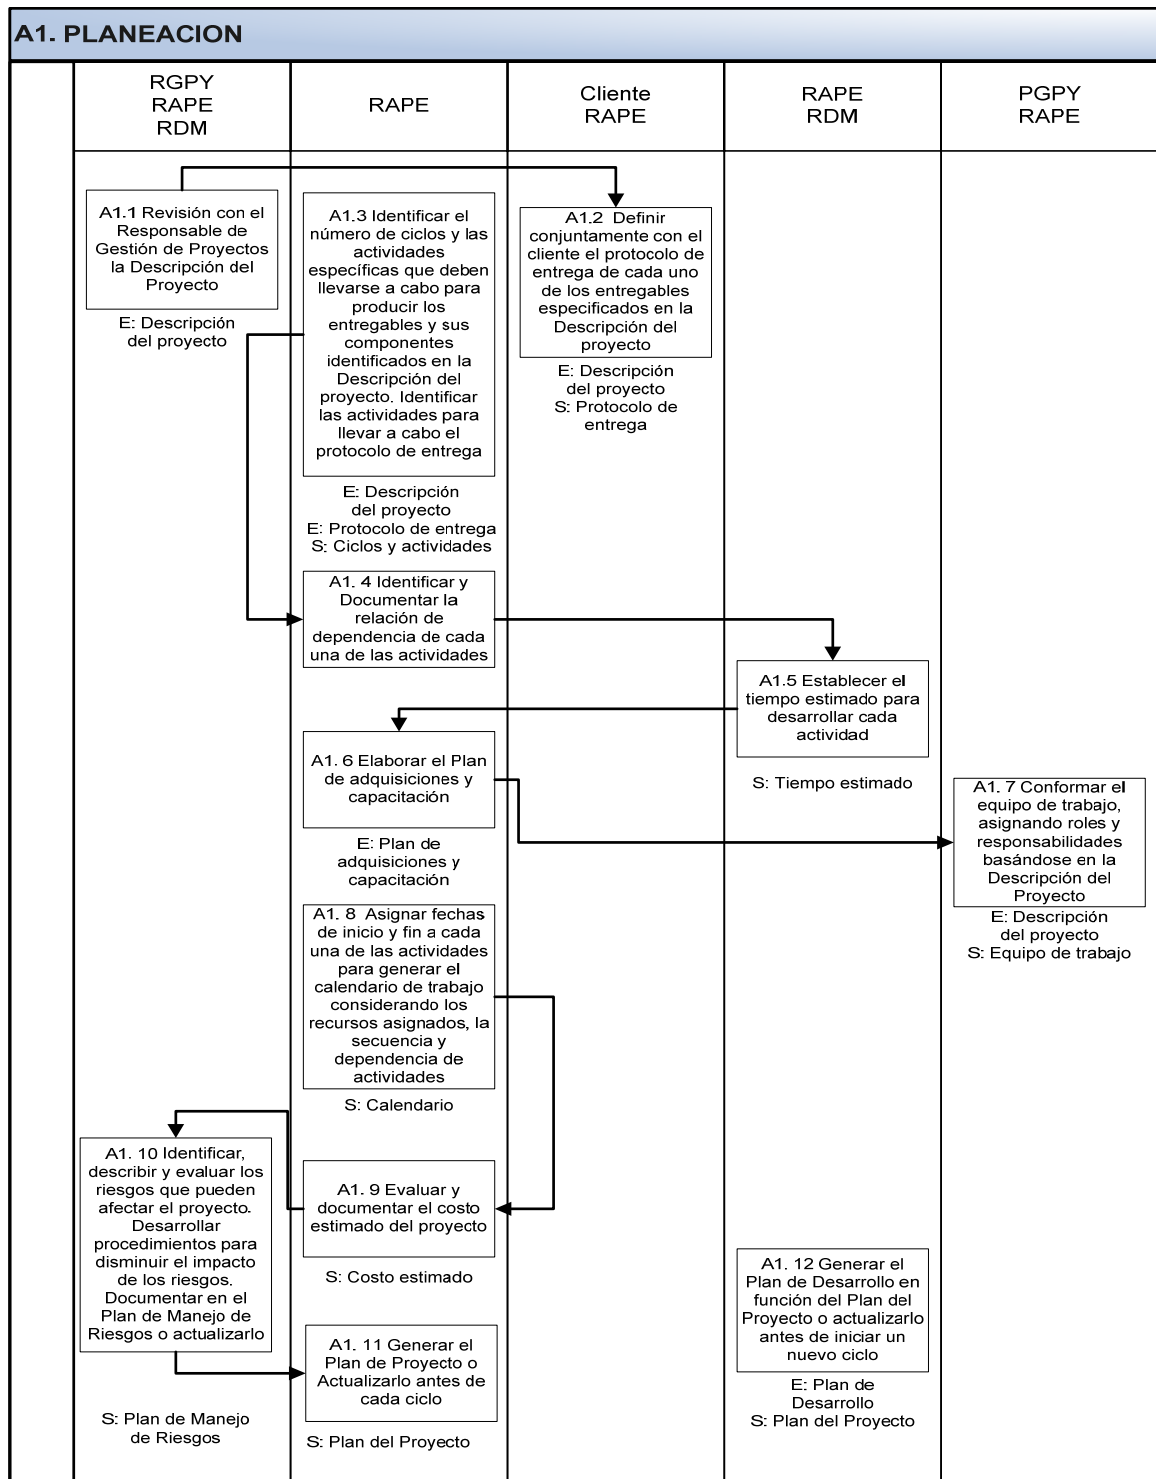 A1. PLANEACION
RGPY
RAPE
RDM
RAPE
Cliente
RAPE
RAPE
RDM
PGPY
RAPE
A1.1 Revisión con el
Responsable de
Gestión de Proyectos
la Descripción del
Proyecto
E: Descripción
del proyecto
A1.3 Identificar el
número de ciclos y las
actividades
específicas que deben
llevarse a cabo para
producir los
entregables y sus
componentes
identificados en la
Descripción del
proyecto. Identificar
las actividades para
llevar a cabo el
protocolo de entrega
E: Descripción
del proyecto
E: Protocolo de entrega
S: Ciclos y actividades
A1.2 Definir
conjuntamente con el
cliente el protocolo de
entrega de cada uno
de los entregables
especificados en la
Descripción del
proyecto
E: Descripción
del proyecto
S: Protocolo de
entrega
A1. 4 Identificar y
Documentar la
relación de
dependencia de cada
una de las actividades
A1.5 Establecer el
tiempo estimado para
desarrollar cada
actividad
S: Tiempo estimado
A1. 6 Elaborar el Plan
de adquisiciones y
capacitación
E: Plan de
adquisiciones y
capacitación
A1. 7 Conformar el
equipo de trabajo,
asignando roles y
responsabilidades
basándose en la
Descripción del
Proyecto
E: Descripción
del proyecto
S: Equipo de trabajo
A1. 8 Asignar fechas
de inicio y fin a cada
una de las actividades
para generar el
calendario de trabajo
considerando los
recursos asignados, la
secuencia y
dependencia de
actividades
S: Calendario
A1. 9 Evaluar y
documentar el costo
estimado del proyecto
S: Costo estimado
A1. 10 Identificar,
describir y evaluar los
riesgos que pueden
afectar el proyecto.
Desarrollar
procedimientos para
disminuir el impacto
de los riesgos.
Documentar en el
Plan de Manejo de
Riesgos o actualizarlo
S: Plan de Manejo
de Riesgos
A1. 11 Generar el
Plan de Proyecto o
Actualizarlo antes de
cada ciclo
S: Plan del Proyecto
A1. 12 Generar el
Plan de Desarrollo en
función del Plan del
Proyecto o actualizarlo
antes de iniciar un
nuevo ciclo
E: Plan de
Desarrollo
S: Plan del Proyecto